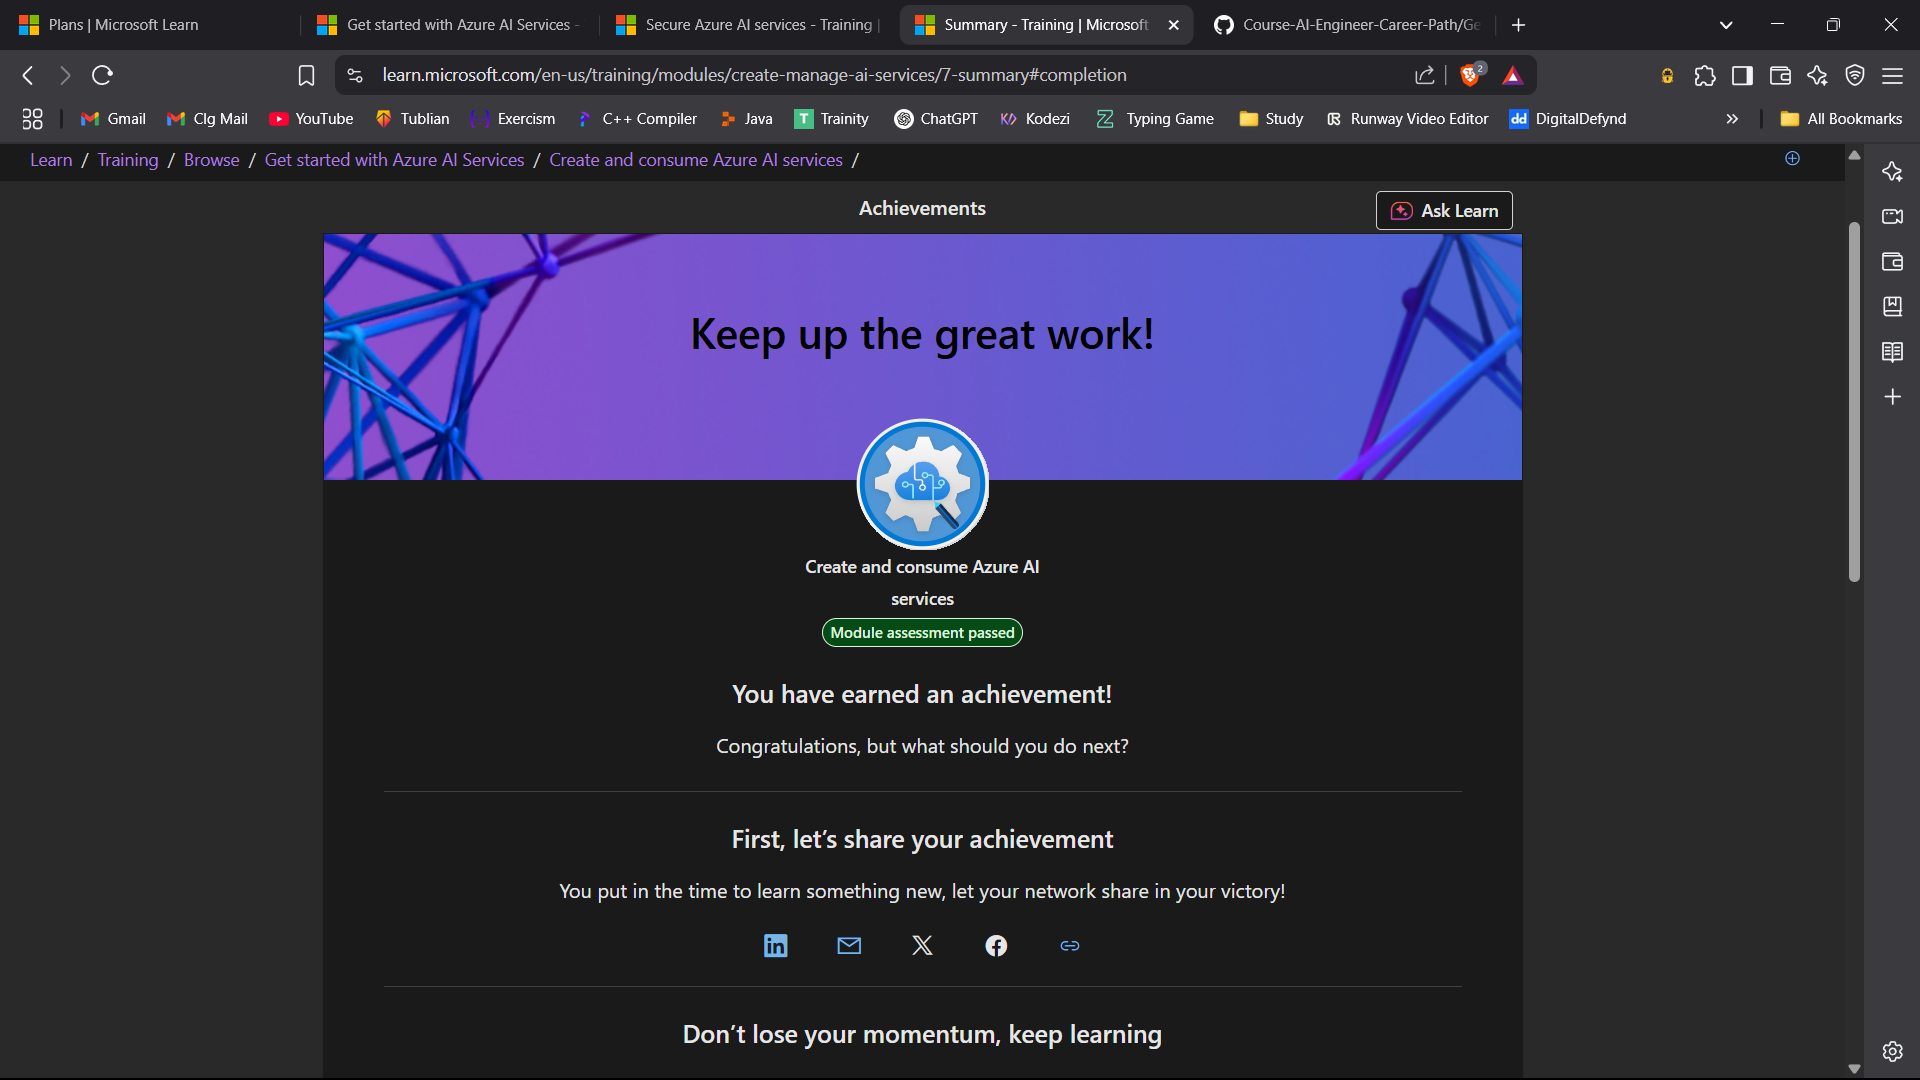 Plans | Microsoft Learn
Get started with Azure AI Services -
Secure Azure AI services - Training |
Summary - Training | Microsoft
Course-AI-Engineer-Career-Path/Ge
learn.microsoft.com/en-us/training/modules/create-manage-ai-services/7-summary#completion
2
Gmail
Clg Mail
YouTube
Tublian
Exercism
C++ Compiler
Java
T Trainity
ChatGPT
K/> Kodezi
Typing Game
Study
R Runway Video Editor
dd DigitalDefynd
»
All Bookmarks
Learn / Training / Browse / Get started with Azure AI Services / Create and consume Azure AI services /
Achievements
Ask Learn
Keep up the great work!
Create and consume Azure AI
services
Module assessment passed
You have earned an achievement!
Congratulations, but what should you do next?
First, let’s share your achievement
You put in the time to learn something new, let your network share in your victory!
in
Don’t lose your momentum, keep learning